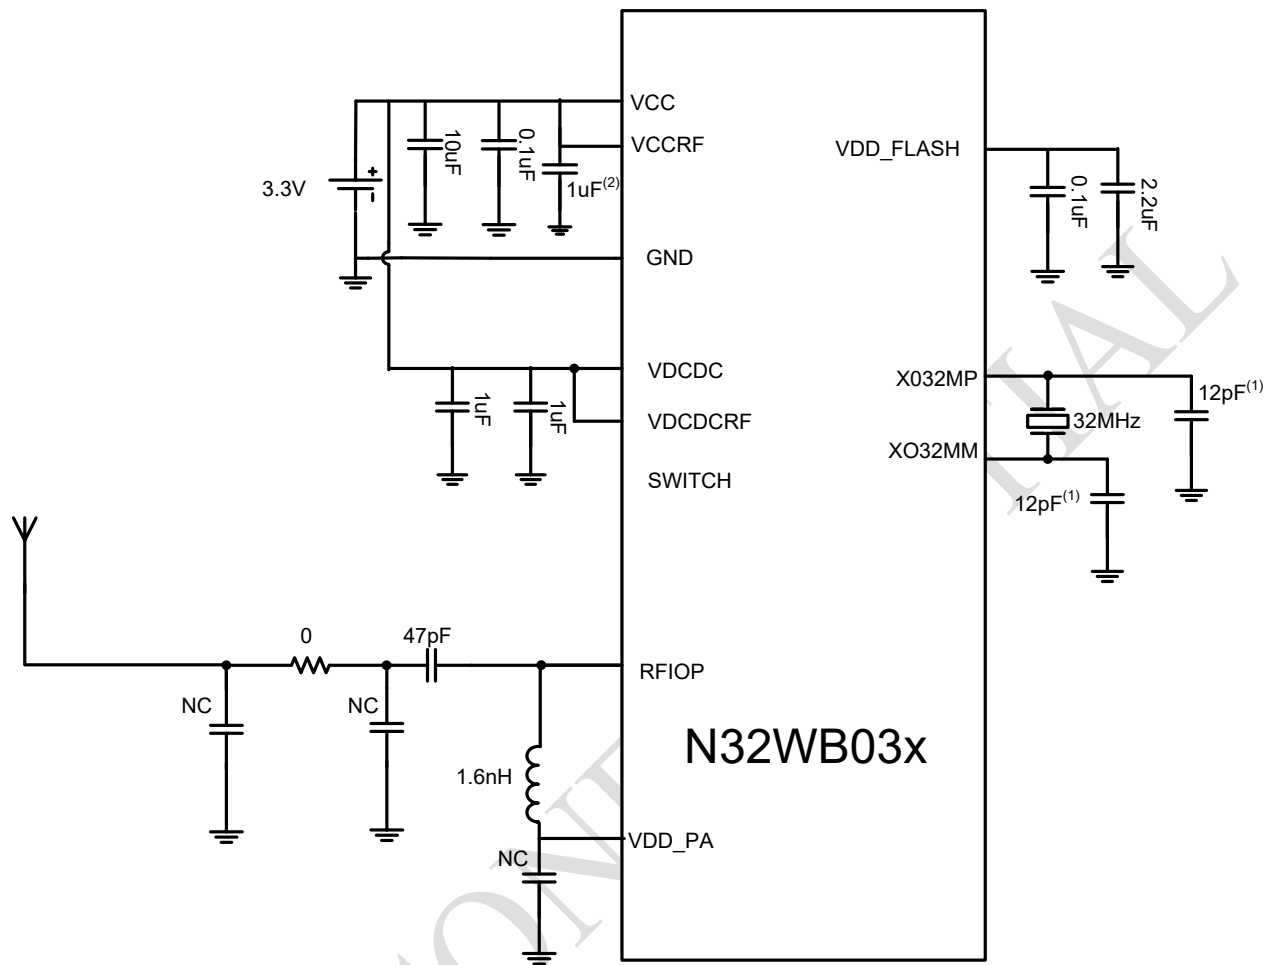 VCC
VCCRF
10uF
0.1uF
1uF(2)
3.3V
+
-
GND
VDD_FLASH
0.1uF
2.2uF
VDCDC
VDCDCRF
1uF
1uF
SWITCH
X032MP
XO32MM
32MHz
12pF(1)
12pF(1)
0
47pF
RFIOP
NC
NC
N32WB03x
1.6nH
VDD_PA
NC